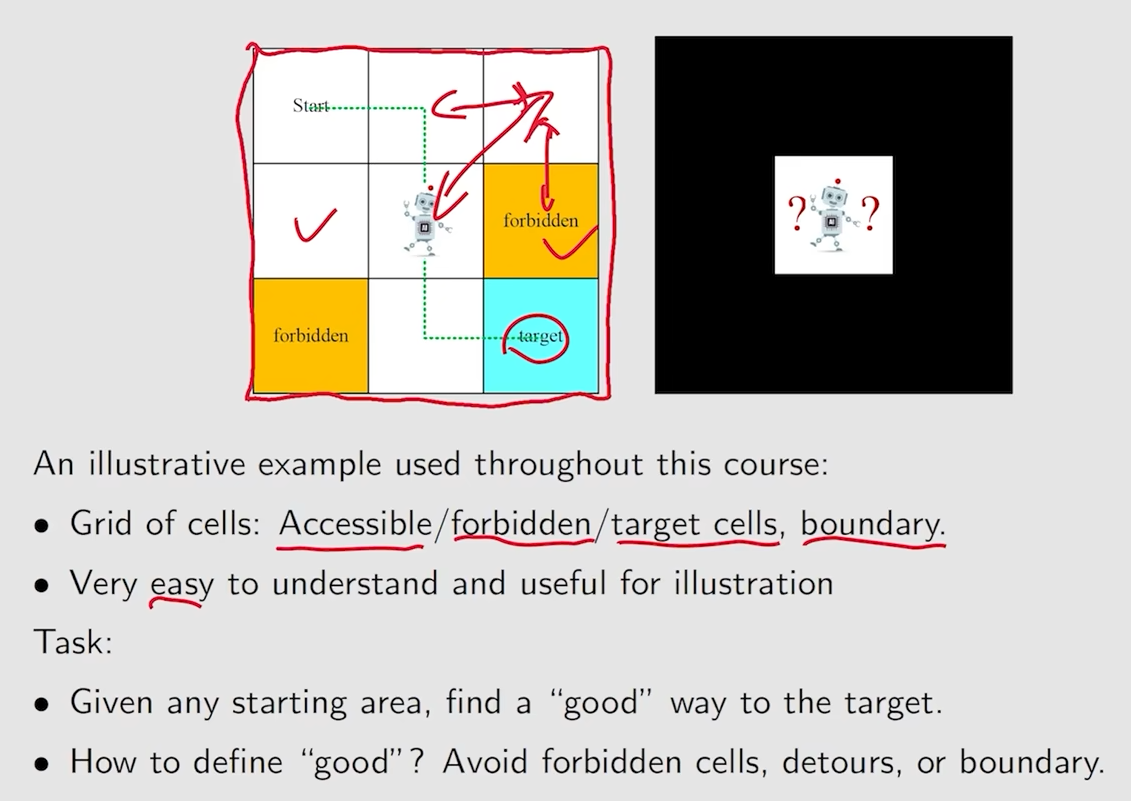 Start
forbidden
forbidden
target
? ?
An illustrative example used throughout this course:
• Grid of cells: Accessible/forbidden/target cells, boundary.
• Very easy to understand and useful for illustration
Task:
• Given any starting area, find a “good” way to the target.
• How to define “good”? Avoid forbidden cells, detours, or boundary.